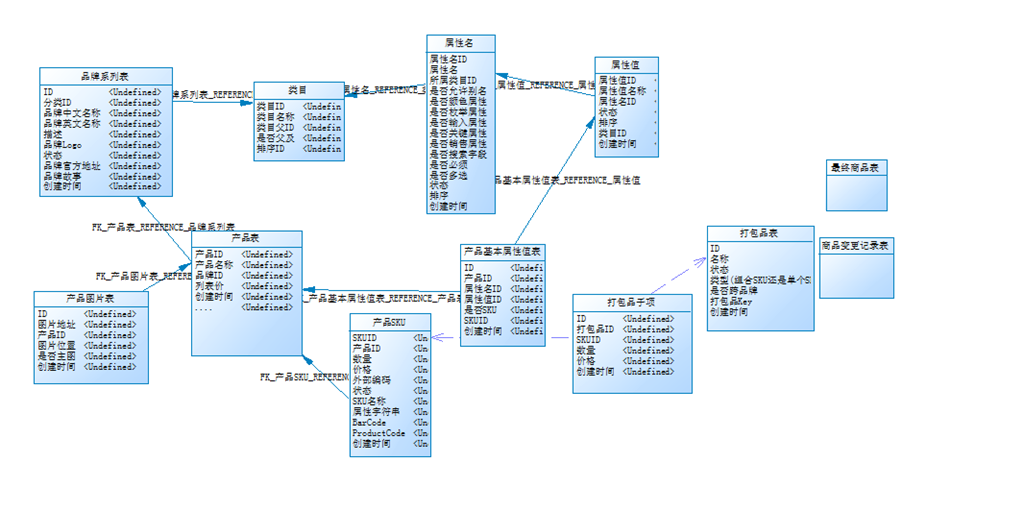 品牌系列表
ID <Undefined>
分类ID <Undefined>
品牌中文名称 <Undefined>
品牌英文名称 <Undefined>
描述 <Undefined>
品牌Logo <Undefined>
状态 <Undefined>
品牌官方地址 <Undefined>
品牌故事 <Undefined>
创建时间 <Undefined>
牌系列表_REFERENC
类目
类目ID <Undefin
类目名称 <Undefin
类目父ID <Undefin
是否父及 <Undefin
排序ID <Undefin
属性名_REFERENCE_
属性名
属性名ID
属性名
所属类目ID
是否允许别名
是否颜色属性
是否枚举属性
是否输入属性
是否关键属性
是否销售属性
是否搜索字段
是否必须
是否多选
状态
排序
创建时间
属性值_REFERENCE_属性
属性值
属性值ID
属性值名称
属性名ID
状态
排序
类目ID
创建时间
品基本属性值表_REFERENCE_属性值
最终商品表
商品变更记录表
FK_产品表_REFERENCE_品牌系列表
产品表
产品ID <Undefined>
产品名称 <Undefined>
品牌ID <Undefined>
列表价 <Undefined>
创建时间 <Undefined>
.... <Undefined>
FK_产品图片表_REFERE
产品图片表
ID <Undefined>
图片地址 <Undefined>
产品ID <Undefined>
图片位置 <Undefined>
是否主图 <Undefined>
创建时间 <Undefined>
_产品基本属性值表_REFERENCE_产品
产品基本属性值表
ID <Undefi
产品ID <Undefi
属性名ID <Undefi
属性值ID <Undefi
是否SKU <Undefi
SKUID <Undefi
创建时间 <Undefi
FK_产品SKU_REFERENC
产品SKU
SKUID <Un
产品ID <Un
数量 <Un
价格 <Un
外部编码 <Un
状态 <Un
SKU名称 <Un
属性字符串 <Un
BarCode <Un
ProductCode <Un
创建时间 <Un
打包品子项
ID <Undefined>
打包品ID <Undefined>
SKUID <Undefined>
数量 <Undefined>
价格 <Undefined>
创建时间 <Undefined>
打包品表
ID
名称
状态
类型(组合SKU还是单个S
是否跨品牌
打包品Key
创建时间